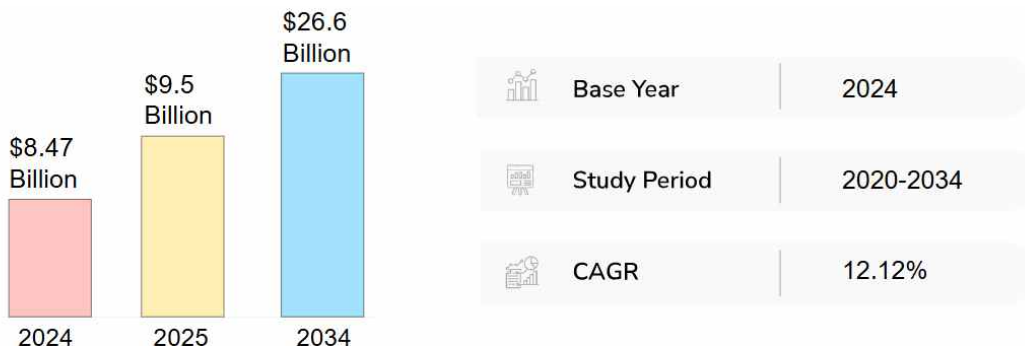 $26.6
Billion
$9.5
Billion
$8.47
Billion
2024
2025
2034
Base Year
2024
Study Period
2020-2034
CAGR
12.12%